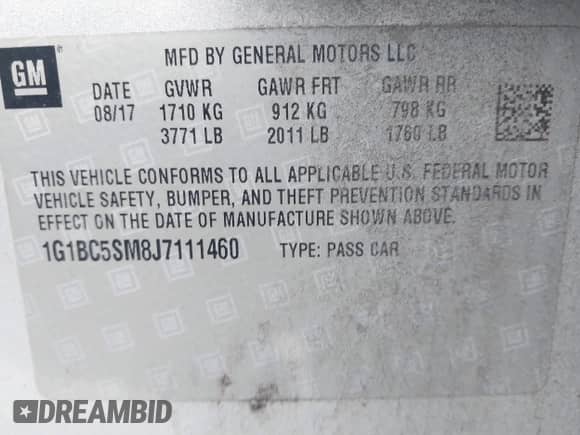 GM
MFD BY GENERAL MOTORS LLC
DATE GVWR GAWR FRT GAWR RR
08/17 1710 KG 912 KG 798 KG
3771 LB 2011 LB 1760 LB
THIS VEHICLE CONFORMS TO ALL APPLICABLE U.S. FEDERAL MOTOR
VEHICLE SAFETY, BUMPER, AND THEFT PREVENTION STANDARDS IN
EFFECT ON THE DATE OF MANUFACTURE SHOWN ABOVE.
1G1BC5SM8J7111460 TYPE: PASS CAR
DREAMBID